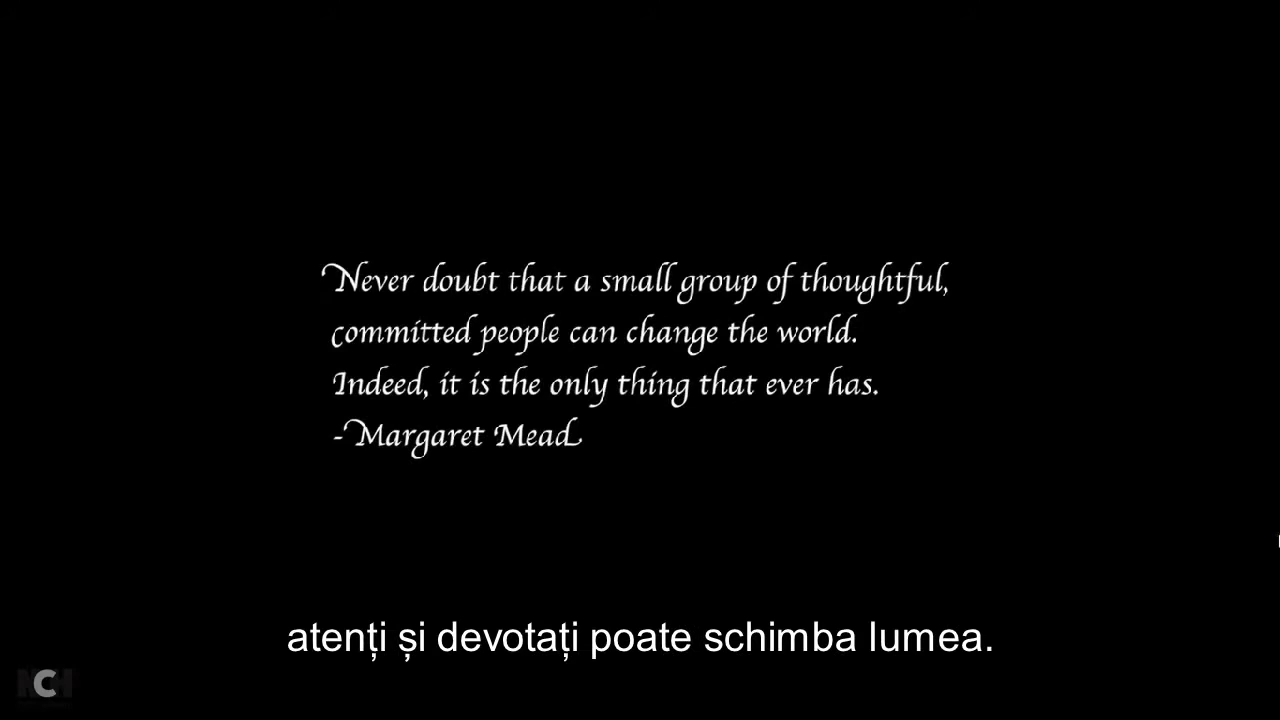 Never doubt that a small group of thoughtful,
committed people can change the world.
Indeed, it is the only thing that ever has.
-Margaret Mead
atenți și devotați poate schimba lumea.
NCH